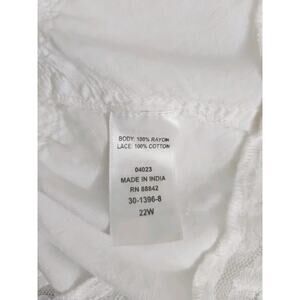 BODY: 100% RAYON
LACE: 100% COTTON
04023
MADE IN INDIA
RN 88842
30-1396-8
22W